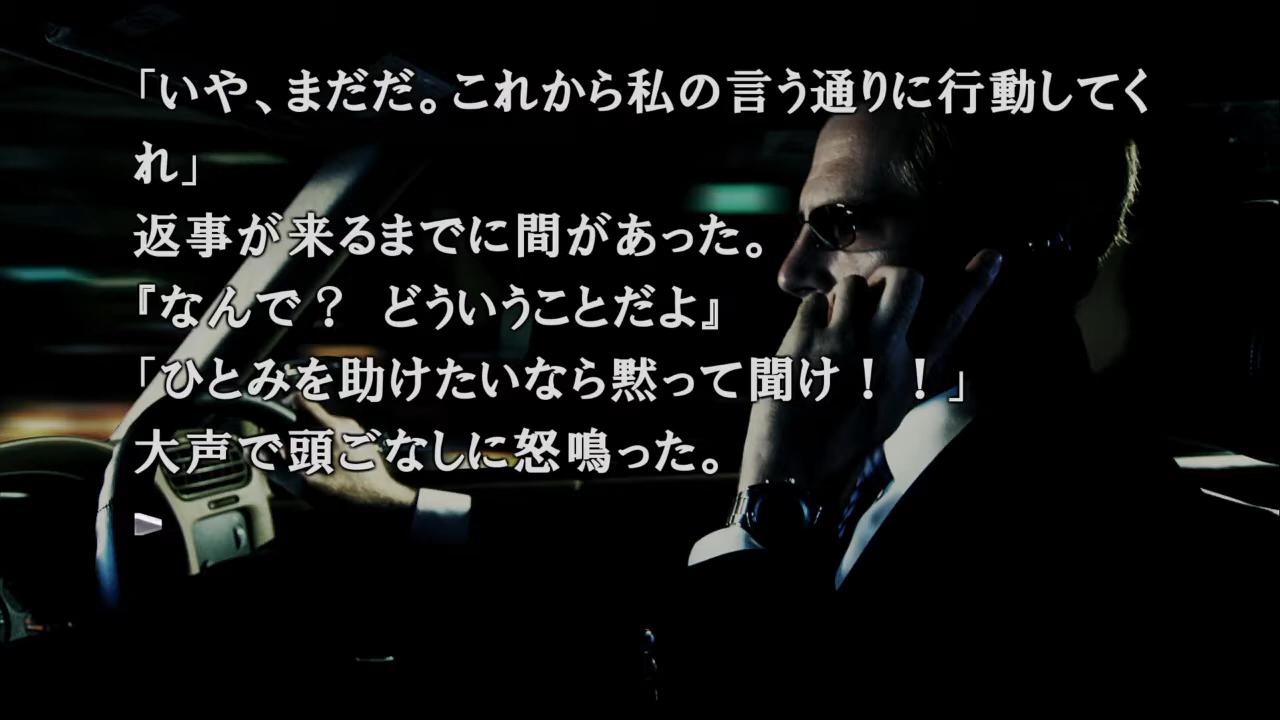 「いや、まだだ。これから私の言う通りに行動してく
れ」
返事が来るまでに間があった。
『なんで？　どういうことだよ』
「ひとみを助けたいなら黙って聞け！！」
大声で頭ごなしに怒鳴った。